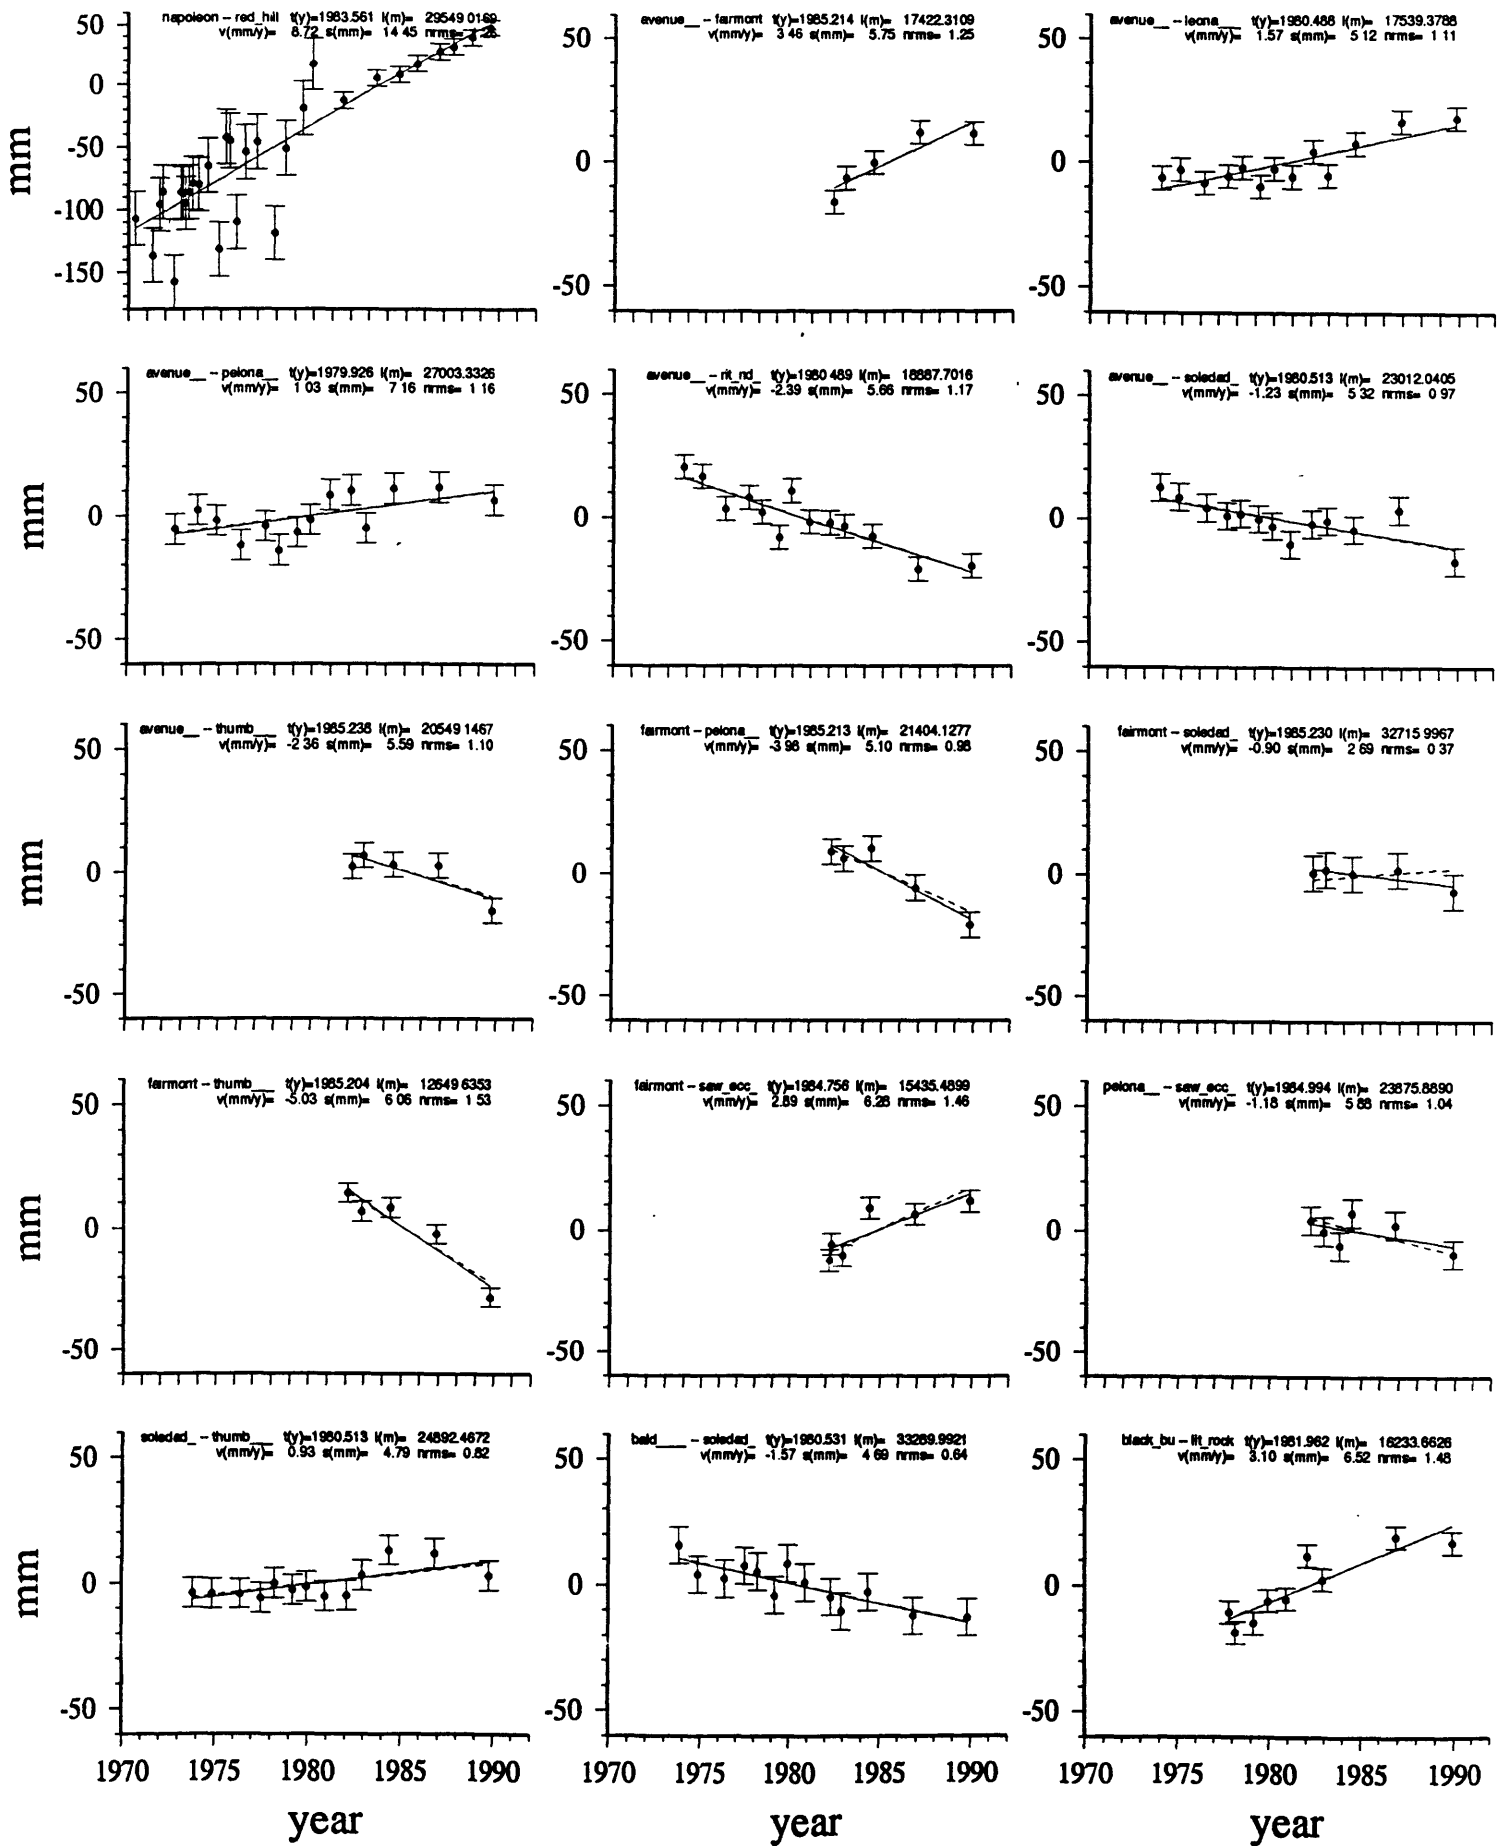 napoleon -- red_hill t(y)=1983.561 l(m)= 29549 0169
v(mm/y)= 8.72 s(mm)= 14 45 nrms=
50
0
-50
-100
-150
mm
avenue__ -- fairmont t(y)=1985.214 l(m)= 17422.3109
v(mm/y)= 3 46 s(mm)= 5.75 nrms= 1.25
50
0
-50
avenue__ -- leona___ t(y)=1980.488 l(m)= 17539.3788
v(mm/y)= 1.57 s(mm)= 5 12 nrms= 1 11
50
0
-50
avenue__ -- pelona__ t(y)=1979.926 l(m)= 27003.3326
v(mm/y)= 1 03 s(mm)= 7 16 nrms= 1 16
50
0
-50
mm
avenue__ -- rit_nd_ t(y)=1980 489 l(m)= 18887.7016
v(mm/y)= -2.39 s(mm)= 5.66 nrms= 1.17
50
0
-50
avenue__ -- soledad_ t(y)=1980.513 l(m)= 23012.0405
v(mm/y)= -1.23 s(mm)= 5 32 nrms= 0 97
50
0
-50
avenue__ -- thumb___ t(y)=1985.238 l(m)= 20549 1467
v(mm/y)= -2 36 s(mm)= 5.59 nrms= 1.10
50
0
-50
mm
fairmont -- pelona__ t(y)=1985.213 l(m)= 21404.1277
v(mm/y)= -3 98 s(mm)= 5.10 nrms= 0.98
50
0
-50
fairmont -- soledad_ t(y)=1985.230 l(m)= 32715 9967
v(mm/y)= -0.90 s(mm)= 2 69 nrms= 0 37
50
0
-50
fairmont -- thumb___ t(y)=1985.204 l(m)= 12649 6353
v(mm/y)= -5.03 s(mm)= 6 06 nrms= 1 53
50
0
-50
mm
fairmont -- saw_ecc_ t(y)=1984.756 l(m)= 15435.4899
v(mm/y)= 2.89 s(mm)= 6.28 nrms= 1.46
50
0
-50
pelona__ -- saw_ecc_ t(y)=1984.994 l(m)= 23875.8890
v(mm/y)= -1.18 s(mm)= 5 88 nrms= 1.04
50
0
-50
soledad_ -- thumb___ t(y)=1980.513 l(m)= 24892.4672
v(mm/y)= 0.93 s(mm)= 4.79 nrms= 0.82
50
0
-50
mm
1970 1975 1980 1985 1990
year
bald____ -- soledad_ t(y)=1980.531 l(m)= 33289.9921
v(mm/y)= -1.57 s(mm)= 4 69 nrms= 0.64
50
0
-50
1970 1975 1980 1985 1990
year
black_bu -- lit_rock t(y)=1981.962 l(m)= 16233.6626
v(mm/y)= 3.10 s(mm)= 6.52 nrms= 1.48
50
0
-50
1970 1975 1980 1985 1990
year